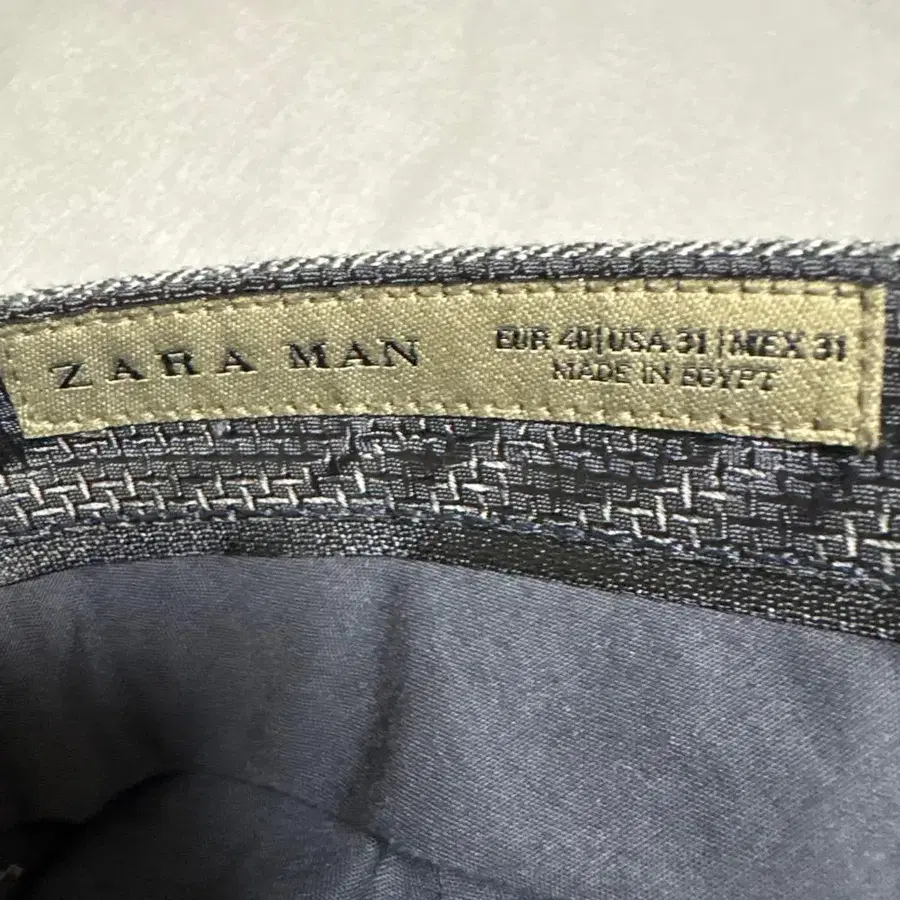 ZARA MAN
EUR 40|USA 31|MEX 31
MADE IN EGYPT